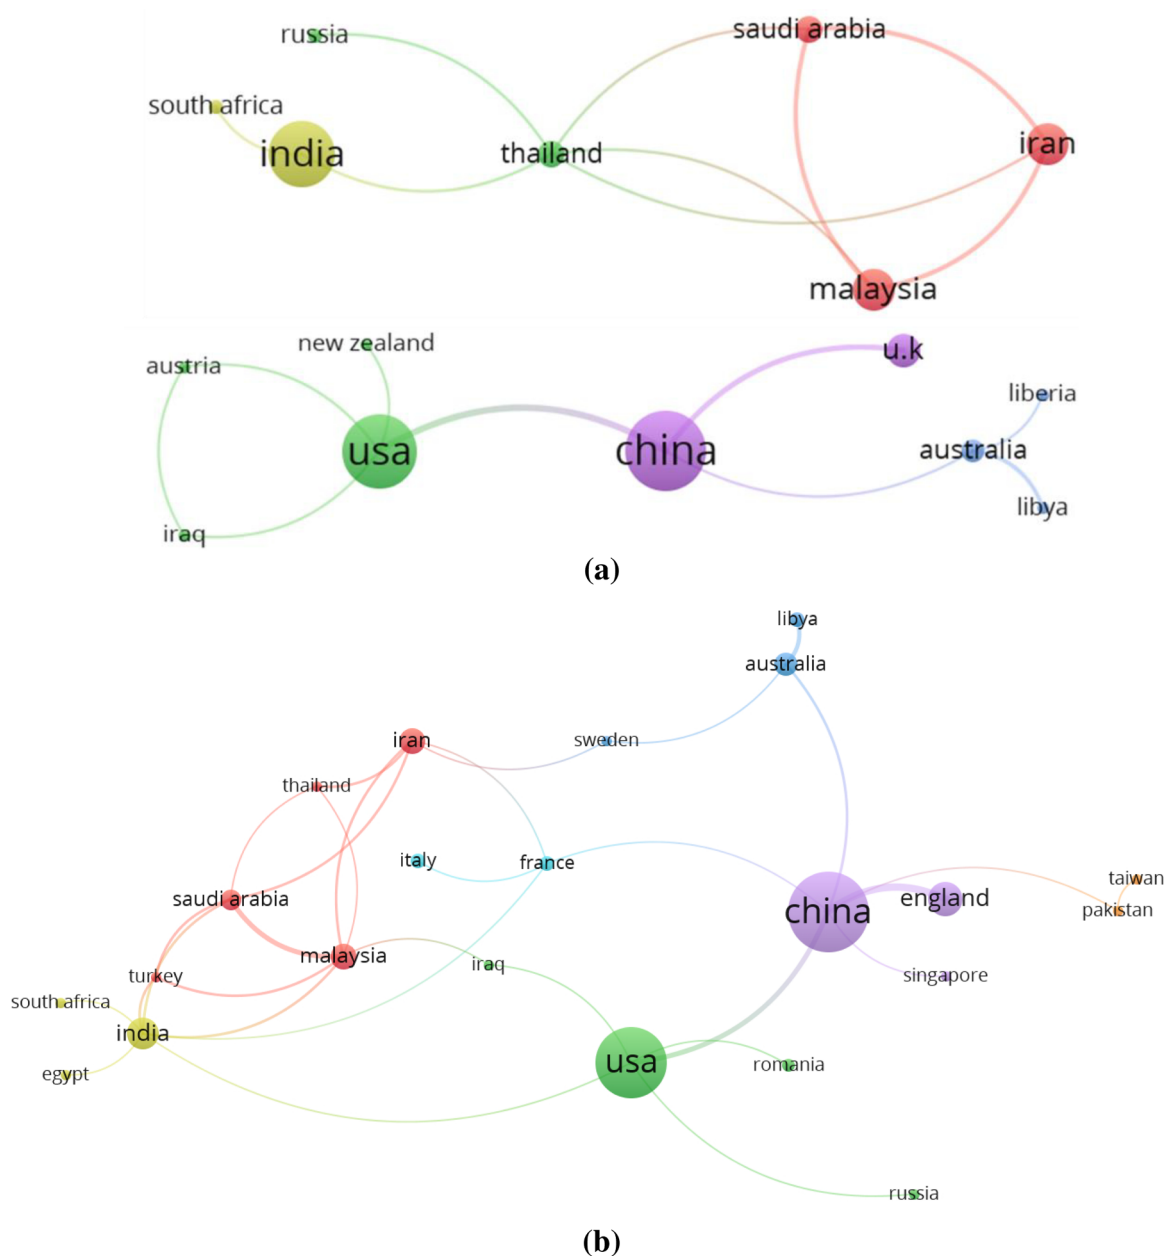 russia
saudi arabia
south africa
india
thailand
iran
malaysia
new zealand
austria
u.k
liberia
usa
china
australia
libya
iraq
(a)
libya
australia
iran
sweden
thailand
italy
france
taiwan
saudi arabia
china
england
pakistan
malaysia
iraq
turkey
singapore
south africa
india
usa
romania
egypt
russia
(b)